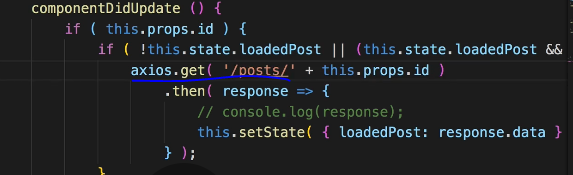 componentDidUpdate () {
if ( this.props.id ) {
if ( !this.state.loadedPost || (this.state.loadedPost &&
axios.get( '/posts/' + this.props.id )
.then( response => {
// console.log(response);
this.setState( { loadedPost: response.data }
} );
}